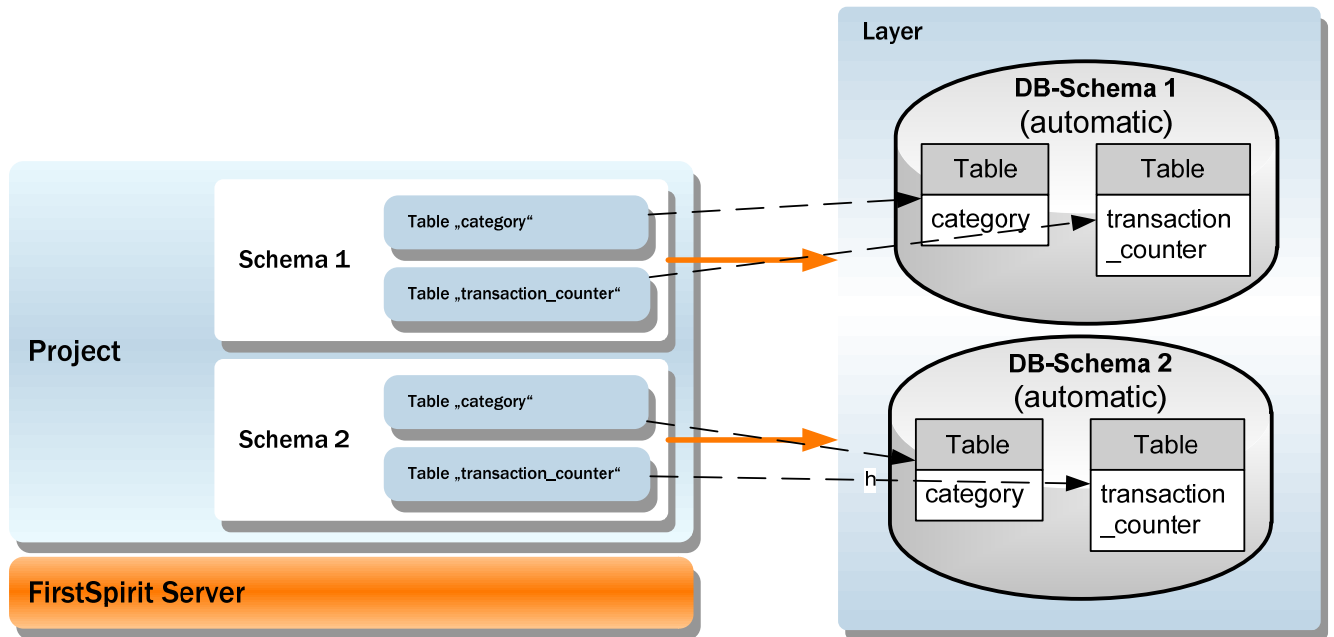 Layer
DB-Schema 1
(automatic)
Table
Table
category
transaction
_counter
Project
Schema 1
Table „category“
Table „transaction_counter“
Schema 2
Table „category“
Table „transaction_counter“
DB-Schema 2
(automatic)
Table
Table
h
category
transaction
_counter
FirstSpirit Server